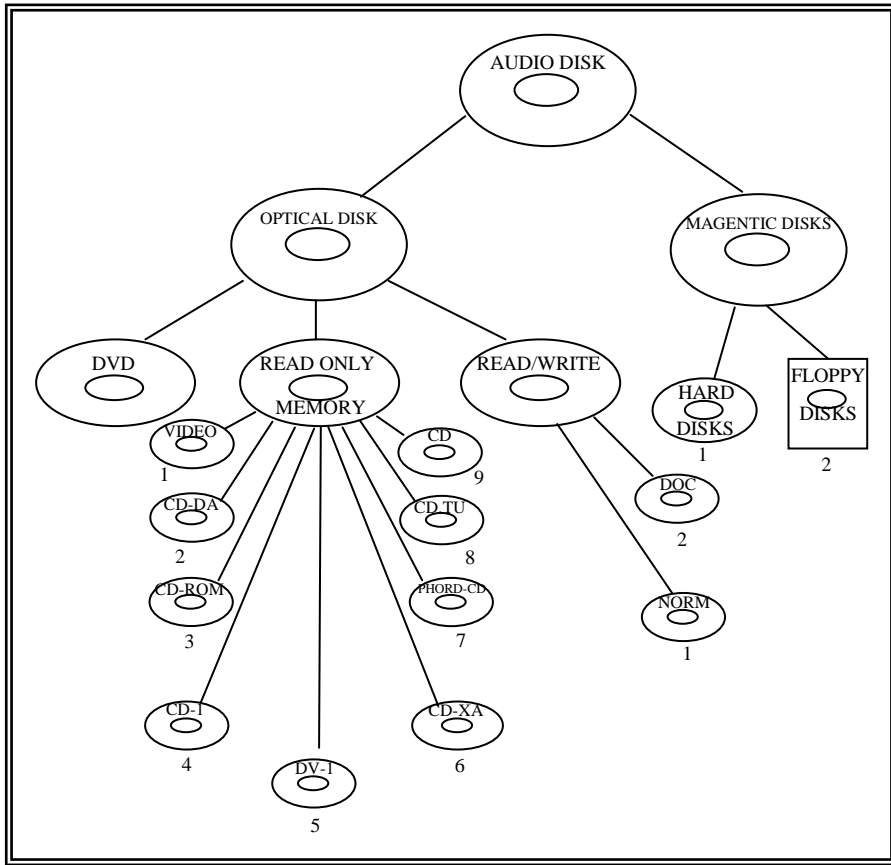 AUDIO DISK
OPTICAL DISK
MAGENTIC DISKS
DVD
READ ONLY
MEMORY
READ/WRITE
HARD
DISKS
1
FLOPPY
DISKS
2
VIDEO
1
CD
9
CD-DA
2
CD TU
8
DOC
2
CD-ROM
3
PHORD-CD
7
NORM
1
CD-1
4
CD-XA
6
DV-1
5